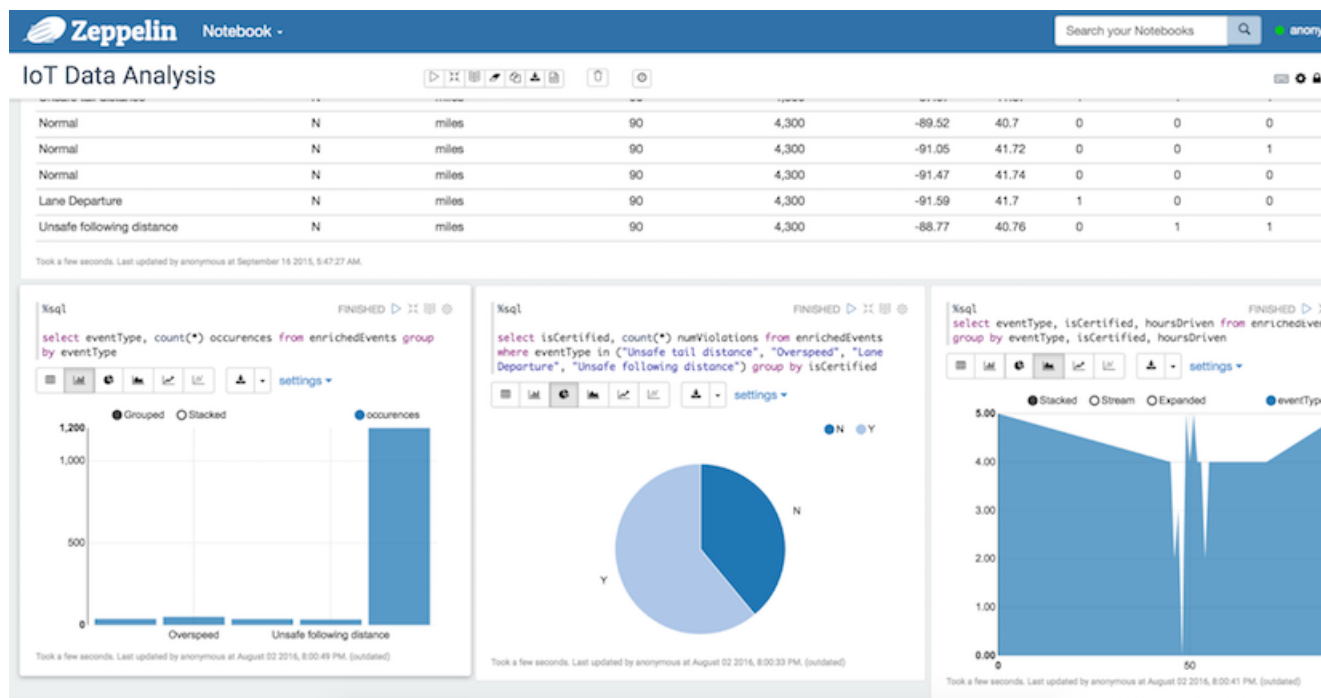 Zeppelin Notebook Search your Notebooks anony
IoT Data Analysis
Normal N miles 90 4,300 -89.52 40.7 0 0 0
Normal N miles 90 4,300 -91.05 41.72 0 0 1
Normal N miles 90 4,300 -91.47 41.74 0 0 0
Lane Departure N miles 90 4,300 -91.59 41.7 1 0 0
Unsafe following distance N miles 90 4,300 -88.77 40.76 0 1 1
Took a few seconds. Last updated by anonymous at September 16 2015, 5:47:27 AM.
%sql FINISHED
select eventType, count(*) occurences from enrichedEvents group
by eventType
settings
Grouped Stacked occurences
1,200
1,000
500
0
Overspeed Unsafe following distance
Took a few seconds. Last updated by anonymous at August 02 2016, 8:00:49 PM. (outdated)
%sql FINISHED
select isCertified, count(*) numViolations from enrichedEvents
where eventType in ("Unsafe tail distance", "Overspeed", "Lane
Departure", "Unsafe following distance") group by isCertified
settings
N Y
N
Y
Took a few seconds. Last updated by anonymous at August 02 2016, 8:00:33 PM. (outdated)
%sql FINISHED
select eventType, isCertified, hoursDriven from
group by eventType, isCertified, hoursDriven
settings
Stacked Stream Expanded eventType
5.00
4.00
3.00
2.00
1.00
0.00
0 50
Took a few seconds. Last updated by anonymous at August 02 2016, 8:00:41 PM. (outdated)